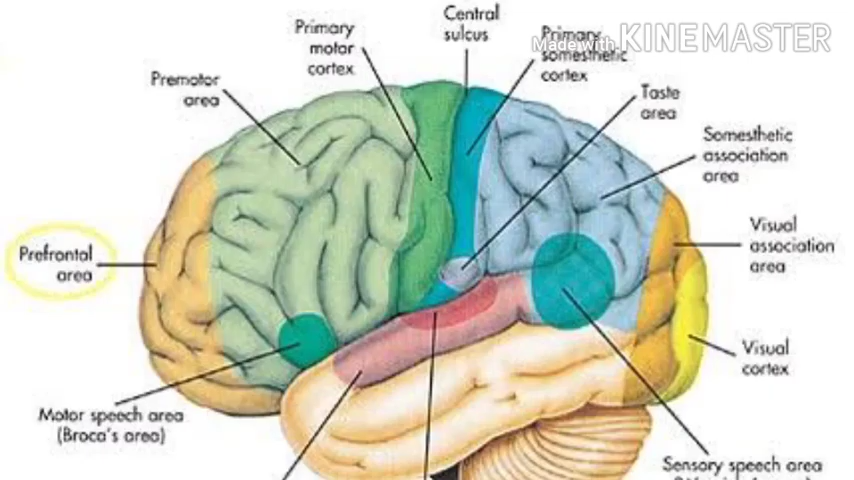 Central
sulcus
Primary
motor
cortex
Primary
somesthetic
cortex
Made with KINEMASTER
Premotor
area
Taste
area
Somesthetic
association
area
Prefrontal
area
Visual
association
area
Visual
cortex
Motor speech area
(Broca's area)
Sensory speech area